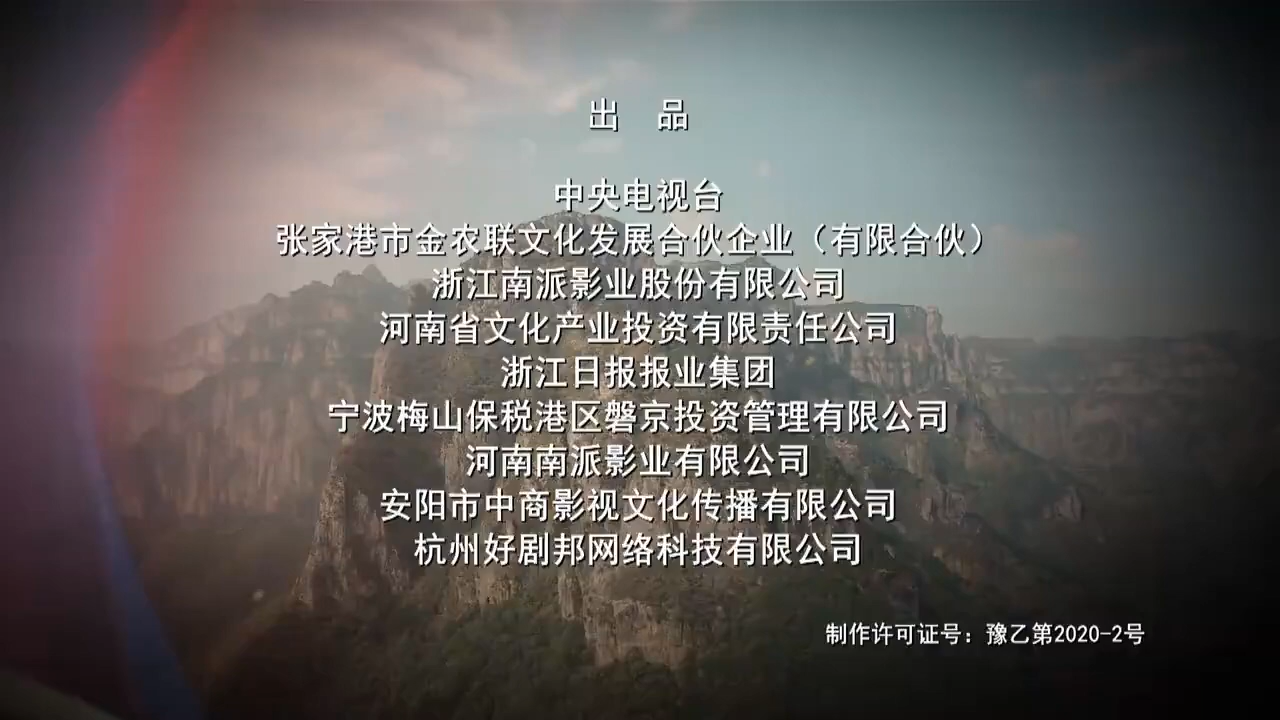 出 品
中央电视台
张家港市金农联文化发展合伙企业（有限合伙）
浙江南派影业股份有限公司
河南省文化产业投资有限责任公司
浙江日报报业集团
宁波梅山保税港区磐京投资管理有限公司
河南南派影业有限公司
安阳市中商影视文化传播有限公司
杭州好剧邦网络科技有限公司
制作许可证号：豫乙第2020-2号